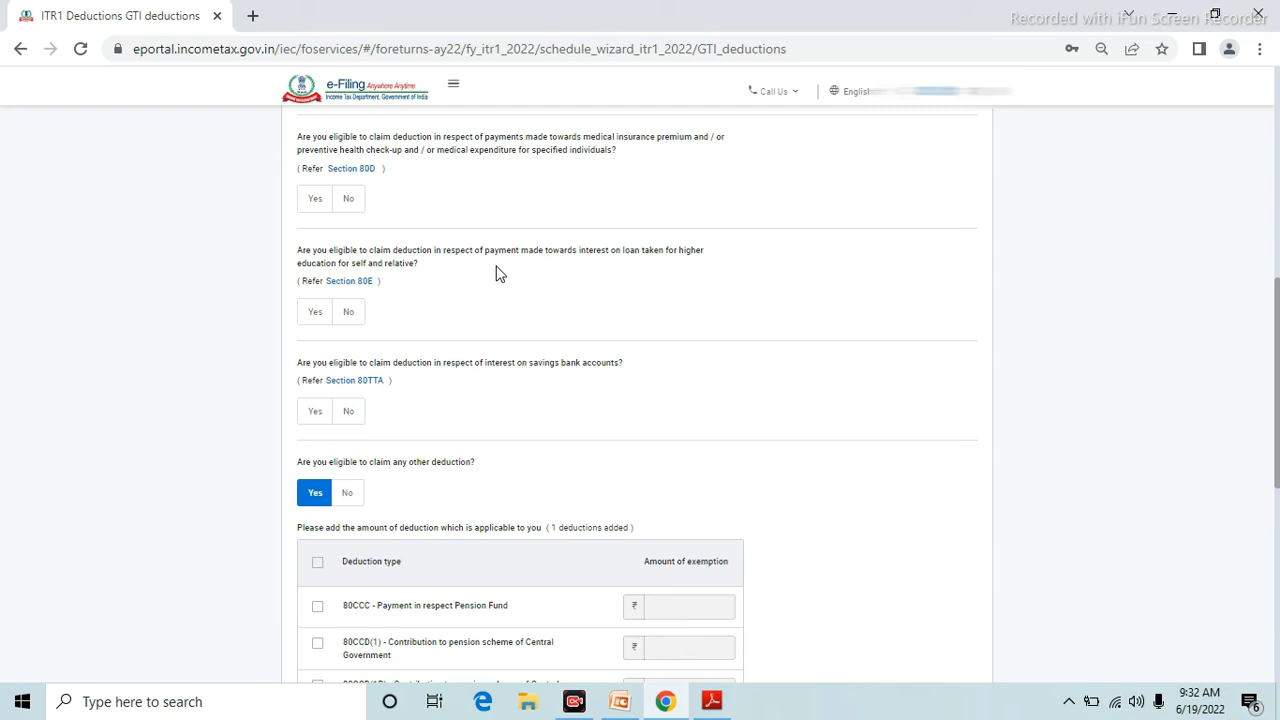 ITR1 Deductions GTI deductions
Recorded with iFun Screen Recorder
eportal.incometax.gov.in/iec/foservices/#/foreturns-ay22/fy_itr1_2022/schedule_wizard_itr1_2022/GTI_deductions
e-Filing Anywhere Anytime
Income Tax Department, Government of India
Call Us
English
Are you eligible to claim deduction in respect of payments made towards medical insurance premium and / or
preventive health check-up and / or medical expenditure for specified individuals?
( Refer Section 80D )
Yes No
Are you eligible to claim deduction in respect of payment made towards interest on loan taken for higher
education for self and relative?
( Refer Section 80E )
Yes No
Are you eligible to claim deduction in respect of interest on savings bank accounts?
( Refer Section 80TTA )
Yes No
Are you eligible to claim any other deduction?
Yes No
Please add the amount of deduction which is applicable to you ( 1 deductions added )
Deduction type Amount of exemption
80CCC - Payment in respect Pension Fund ₹
80CCD(1) - Contribution to pension scheme of Central
Government ₹
Type here to search
9:32 AM
6/19/2022
6